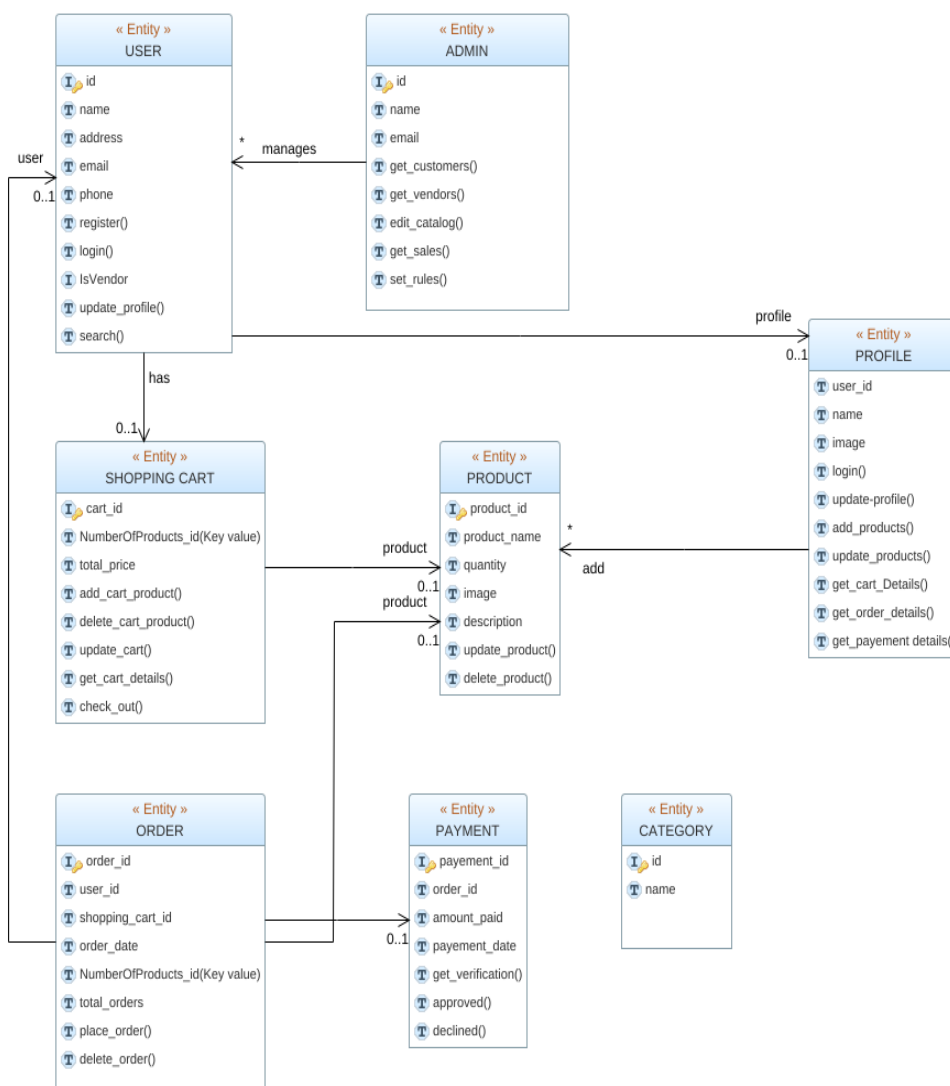 « Entity »
USER
id
name
address
email
phone
register()
login()
IsVendor
update_profile()
search()
« Entity »
ADMIN
id
name
email
get_customers()
get_vendors()
edit_catalog()
get_sales()
set_rules()
*
manages
user
0..1
profile
0..1
has
0..1
« Entity »
PROFILE
user_id
name
image
login()
update-profile()
add_products()
update_products()
get_cart_Details()
get_order_details()
get_payement details(
« Entity »
SHOPPING CART
cart_id
NumberOfProducts_id(Key value)
total_price
add_cart_product()
delete_cart_product()
update_cart()
get_cart_details()
check_out()
product
0..1
product
0..1
« Entity »
PRODUCT
product_id
product_name
quantity
image
description
update_product()
delete_product()
*
add
« Entity »
ORDER
order_id
user_id
shopping_cart_id
order_date
NumberOfProducts_id(Key value)
total_orders
place_order()
delete_order()
0..1
« Entity »
PAYMENT
payement_id
order_id
amount_paid
payement_date
get_verification()
approved()
declined()
« Entity »
CATEGORY
id
name